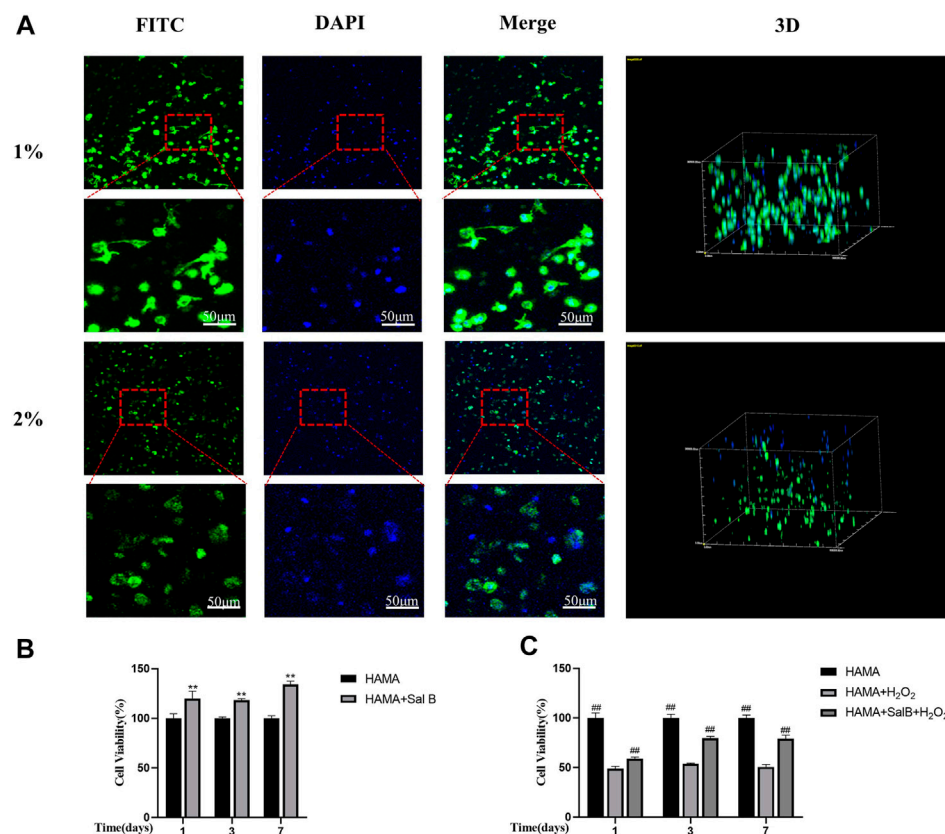 A
FITC
DAPI
Merge
3D
1%
50μm
50μm
50μm
2%
50μm
50μm
50μm
B
Cell Viability(%)
150
100
50
0
**
**
**
HAMA
HAMA+Sal B
Time(days)
1
3
7
C
Cell Viability(%)
150
100
50
0
##
##
##
##
##
##
HAMA
HAMA+H₂O₂
HAMA+SalB+H₂O₂
Time(days)
1
3
7